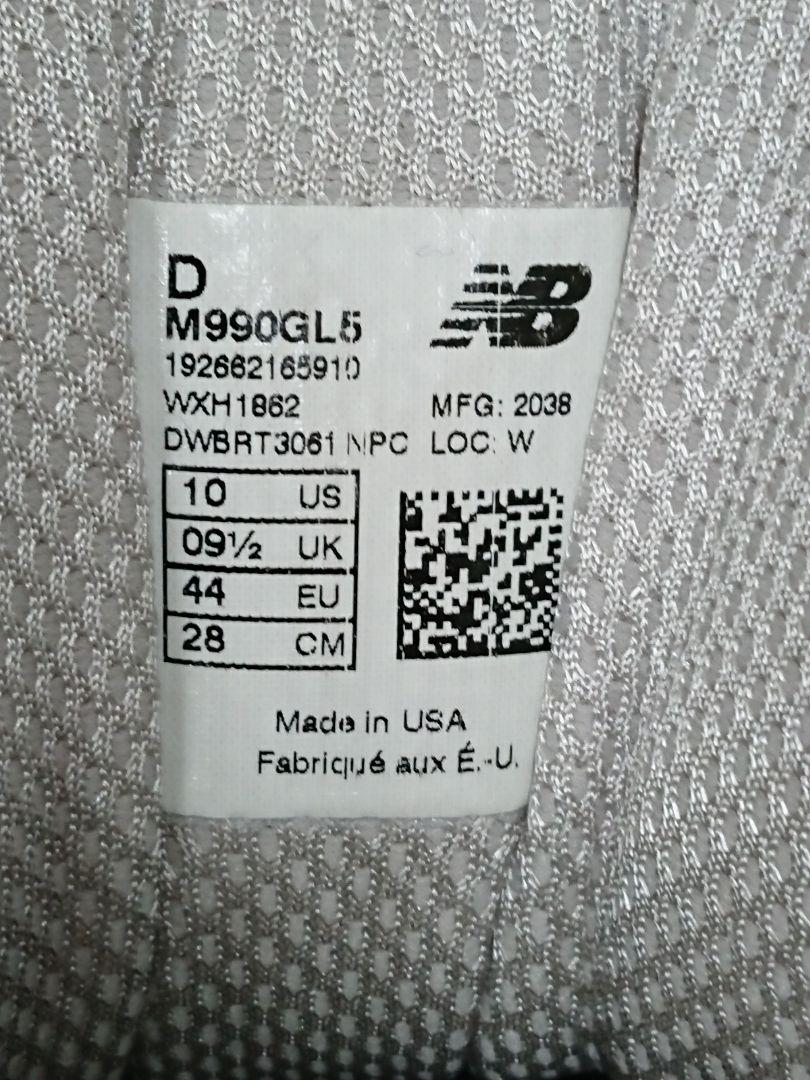 D
NB
M990GL5
192662165910
WXH1862
MFG: 2038
DWBRT3061 NPC LOC: W
10 US
09½ UK
44 EU
28 CM
Made in USA
Fabriqué aux É.-U.